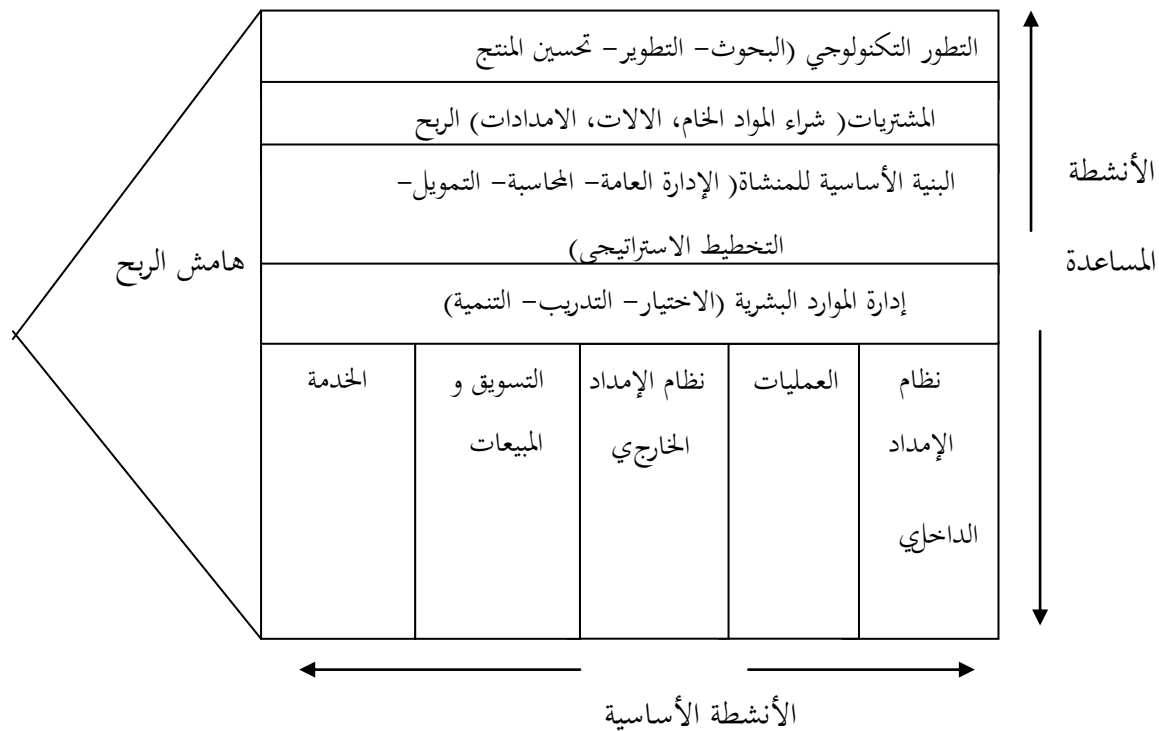 التطور التكنولوجي (البحوث– التطوير– تحسين المنتج
المشتريات( شراء المواد الخام، الالات، الامدادات) الربح
البنية الأساسية للمنشاة( الإدارة العامة– المحاسبة– التمويل–
التخطيط الاستراتيجي)
إدارة الموارد البشرية (الاختيار– التدريب– التنمية)
الأنشطة
المساعدة
هامش الربح
نظام
الإمداد
الداخلي
العمليات
نظام الإمداد
الخارجي
التسويق و
المبيعات
الخدمة
الأنشطة الأساسية